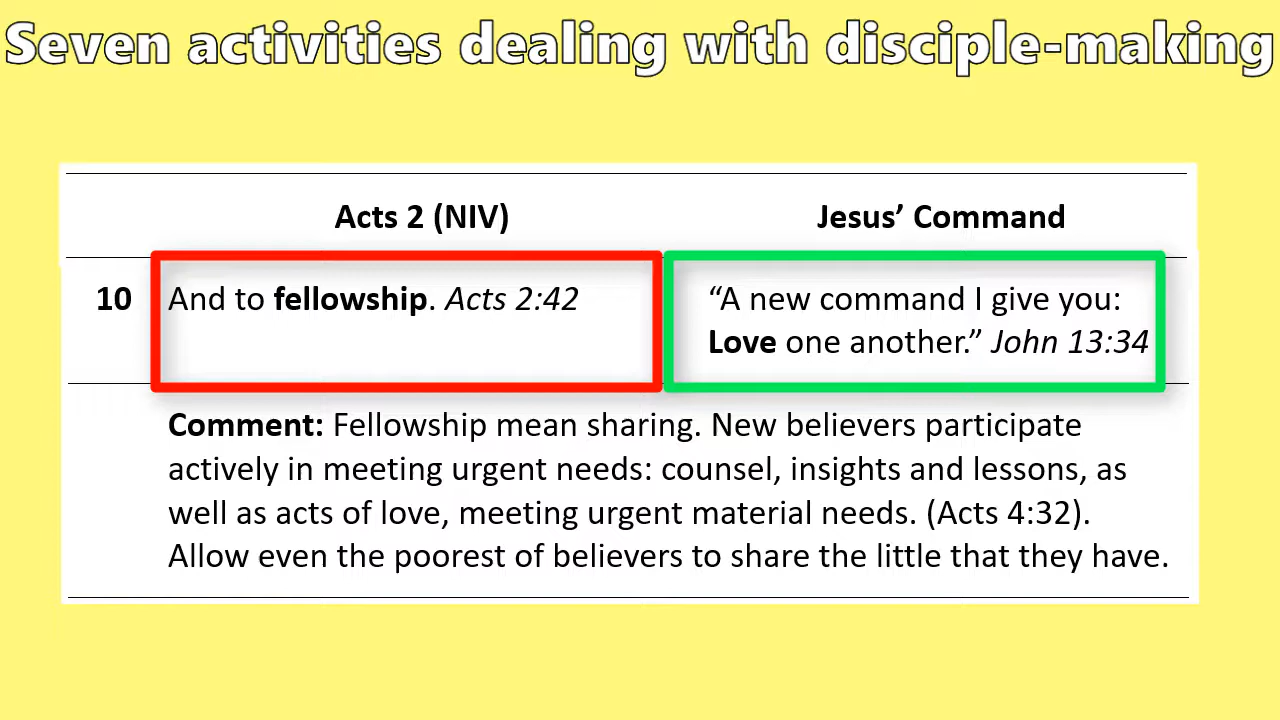 Seven activities dealing with disciple-making
Acts 2 (NIV) Jesus’ Command
10 And to fellowship. Acts 2:42 “A new command I give you:
Love one another.” John 13:34
Comment: Fellowship mean sharing. New believers participate
actively in meeting urgent needs: counsel, insights and lessons, as
well as acts of love, meeting urgent material needs. (Acts 4:32).
Allow even the poorest of believers to share the little that they have.